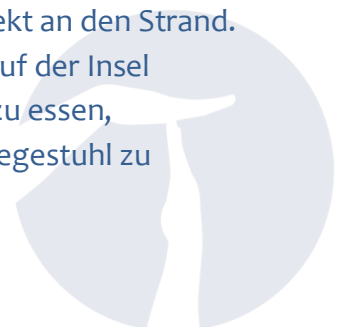 ekt an den Strand.
uf der Insel
zu essen,
egestuhl zu